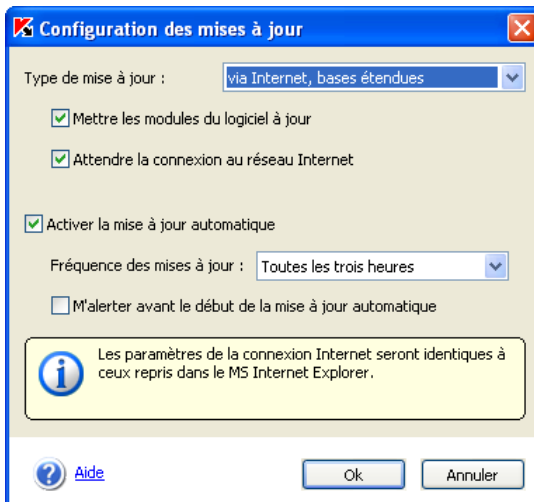 Configuration des mises à jour
Type de mise à jour : via Internet, bases étendues
Mettre les modules du logiciel à jour
Attendre la connexion au réseau Internet
Activer la mise à jour automatique
Fréquence des mises à jour : Toutes les trois heures
M'alerter avant le début de la mise à jour automatique
Les paramètres de la connexion Internet seront identiques à
ceux repris dans le MS Internet Explorer.
Aide Ok Annuler